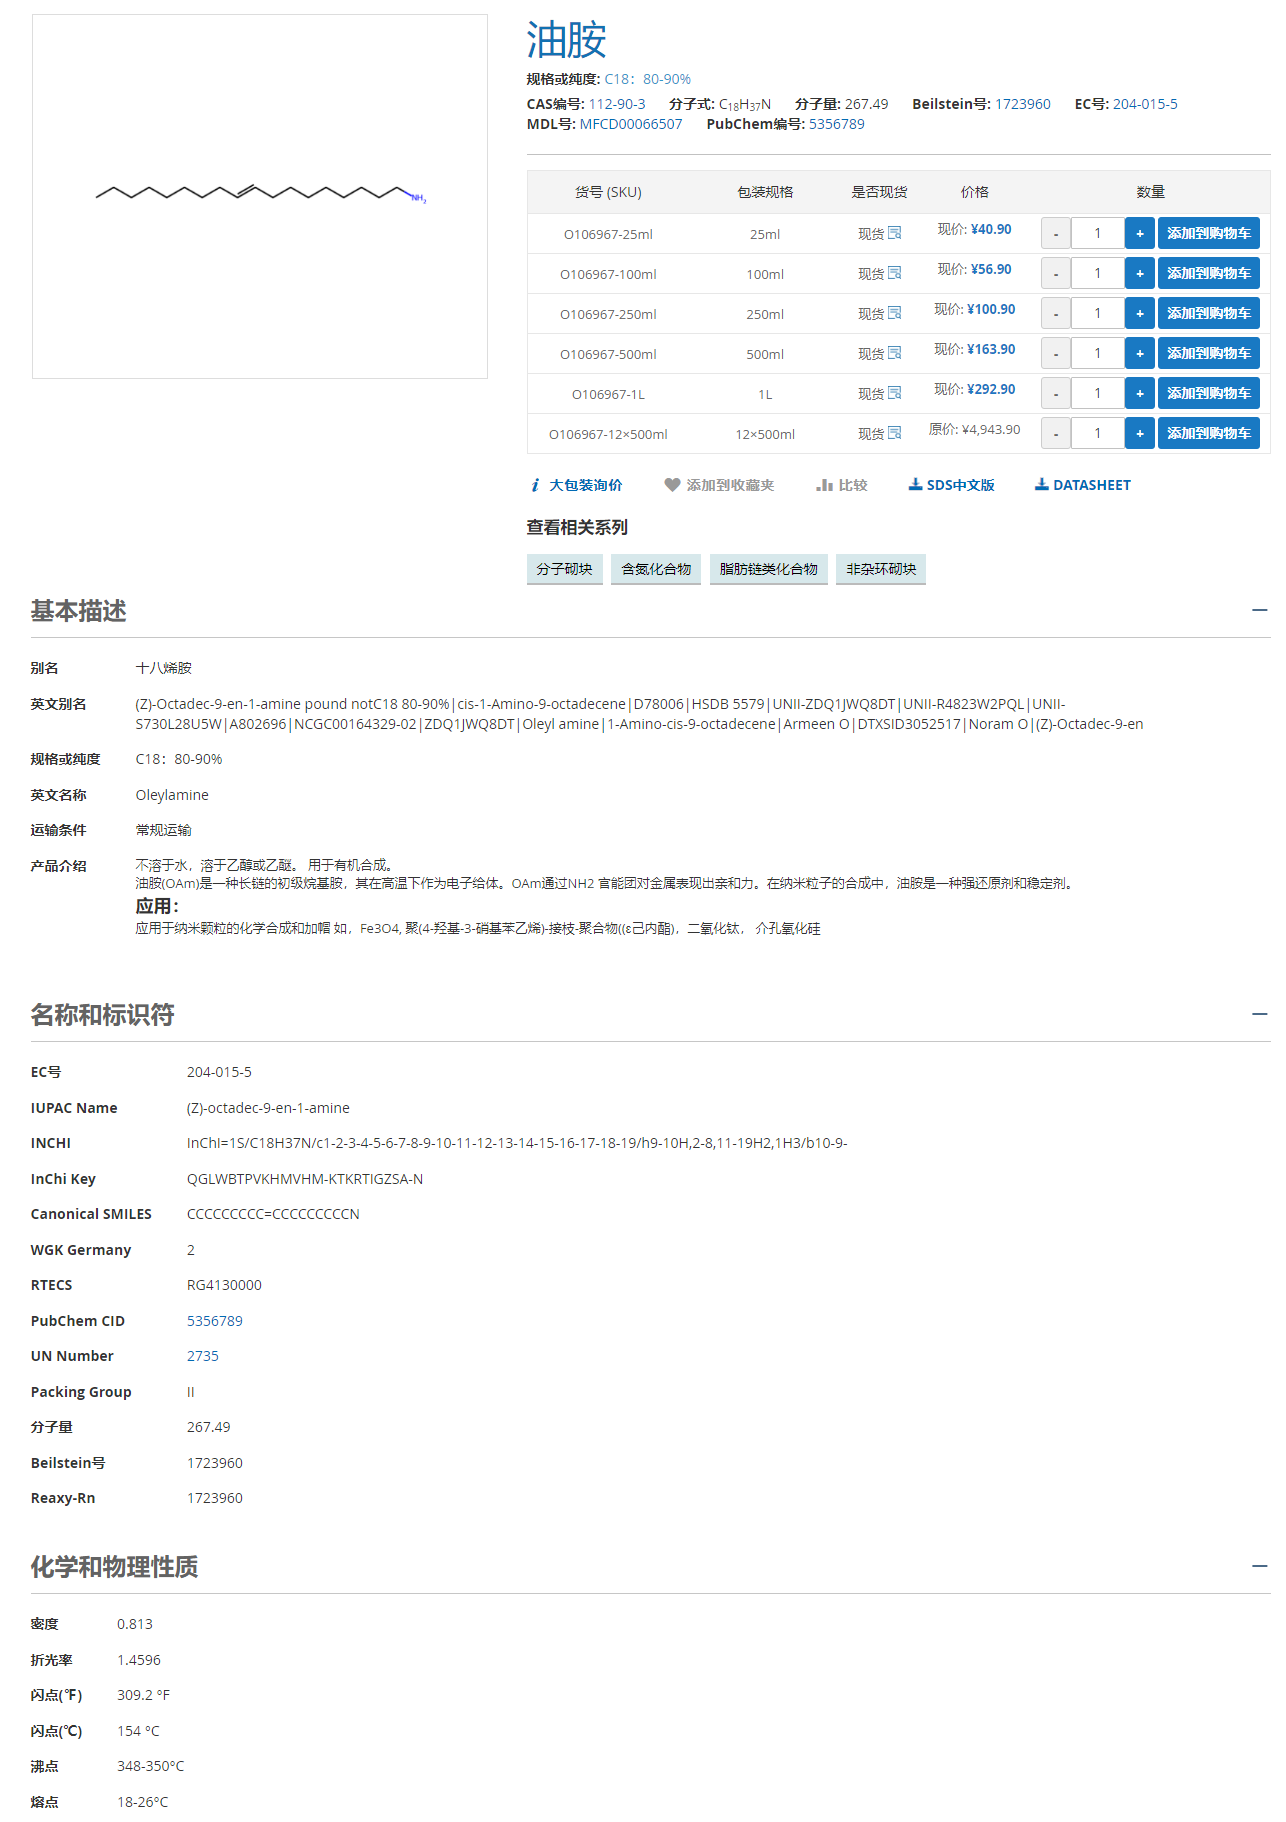 油胺
规格或纯度: C18：80-90%
CAS编号: 112-90-3 分子式: C18H37N 分子量: 267.49 Beilstein号: 1723960 EC号: 204-015-5
MDL号: MFCD00066507 PubChem编号: 5356789
NH2
货号 (SKU) 包装规格 是否现货 价格 数量
O106967-25ml 25ml 现货 现价: ¥40.90 - 1 + 添加到购物车
O106967-100ml 100ml 现货 现价: ¥56.90 - 1 + 添加到购物车
O106967-250ml 250ml 现货 现价: ¥100.90 - 1 + 添加到购物车
O106967-500ml 500ml 现货 现价: ¥163.90 - 1 + 添加到购物车
O106967-1L 1L 现货 现价: ¥292.90 - 1 + 添加到购物车
O106967-12×500ml 12×500ml 现货 原价: ¥4,943.90 - 1 + 添加到购物车
i 大包装询价 添加到收藏夹 比较 SDS中文版 DATASHEET
查看相关系列
分子砌块 含氮化合物 脂肪链类化合物 非杂环砌块
基本描述
别名 十八烯胺
英文别名 (Z)-Octadec-9-en-1-amine pound notC18 80-90%|cis-1-Amino-9-octadecene|D78006|HSDB 5579|UNII-ZDQ1JWQ8DT|UNII-R4823W2PQL|UNII-
S730L28U5W|A802696|NCGC00164329-02|ZDQ1JWQ8DT|Oleyl amine|1-Amino-cis-9-octadecene|Armeen O|DTXSID3052517|Noram O|(Z)-Octadec-9-en
规格或纯度 C18：80-90%
英文名称 Oleylamine
运输条件 常规运输
产品介绍 不溶于水，溶于乙醇或乙醚。 用于有机合成。
油胺(OAm)是一种长链的初级烷基胺，其在高温下作为电子给体。OAm通过NH2 官能团对金属表现出亲和力。在纳米粒子的合成中，油胺是一种强还原剂和稳定剂。
应用：
应用于纳米颗粒的化学合成和加帽 如，Fe3O4, 聚(4-羟基-3-硝基苯乙烯)-接枝-聚合物((ε己内酯)，二氧化钛， 介孔氧化硅
名称和标识符
EC号 204-015-5
IUPAC Name (Z)-octadec-9-en-1-amine
INCHI InChI=1S/C18H37N/c1-2-3-4-5-6-7-8-9-10-11-12-13-14-15-16-17-18-19/h9-10H,2-8,11-19H2,1H3/b10-9-
InChi Key QGLWBTPVKHMVHM-KTKRTIGZSA-N
Canonical SMILES CCCCCCCCC=CCCCCCCCCN
WGK Germany 2
RTECS RG4130000
PubChem CID 5356789
UN Number 2735
Packing Group II
分子量 267.49
Beilstein号 1723960
Reaxy-Rn 1723960
化学和物理性质
密度 0.813
折光率 1.4596
闪点(°F) 309.2 °F
闪点(°C) 154 °C
沸点 348-350°C
熔点 18-26°C